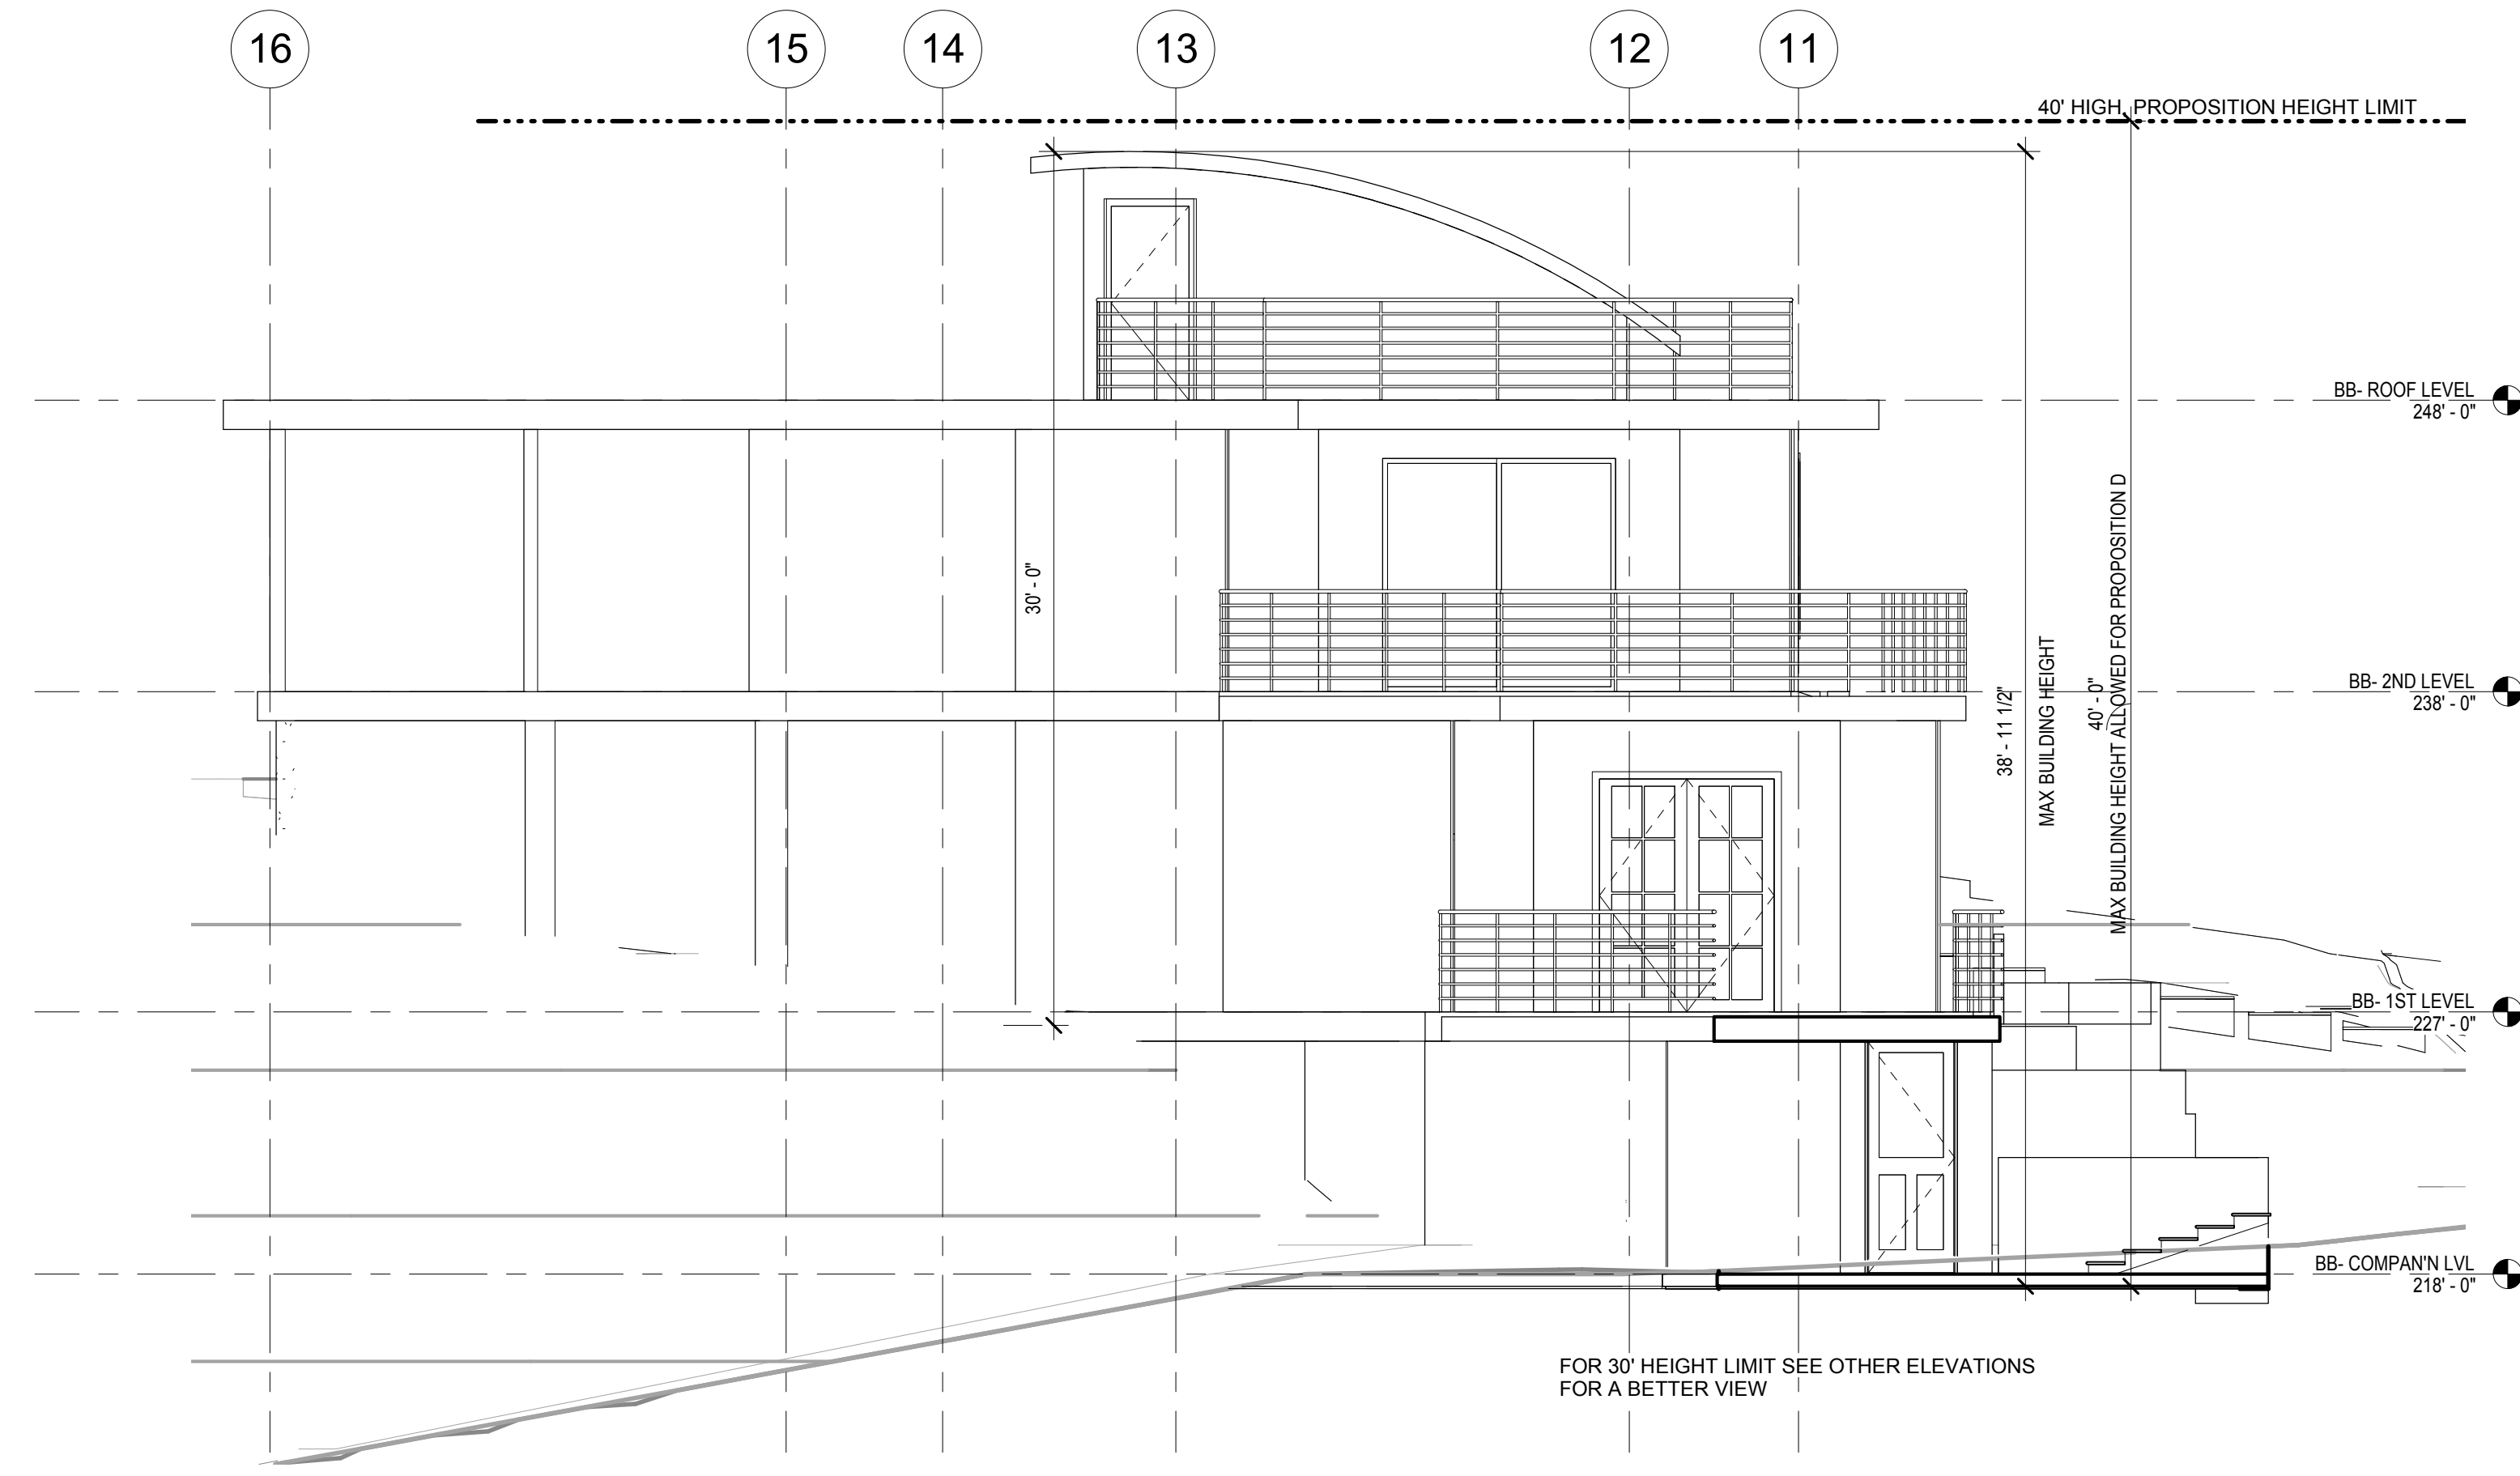 16
15
14
13
12
11
40' HIGH PROPOSITION HEIGHT LIMIT
BB- ROOF LEVEL
248' - 0"
30' - 0"
BB- 2ND LEVEL
238' - 0"
38' - 11 1/2"
MAX BUILDING HEIGHT
40' - 0"
MAX BUILDING HEIGHT ALLOWED FOR PROPOSITION D
BB- 1ST LEVEL
227' - 0"
BB- COMPAN'N LVL
218' - 0"
FOR 30' HEIGHT LIMIT SEE OTHER ELEVATIONS
FOR A BETTER VIEW